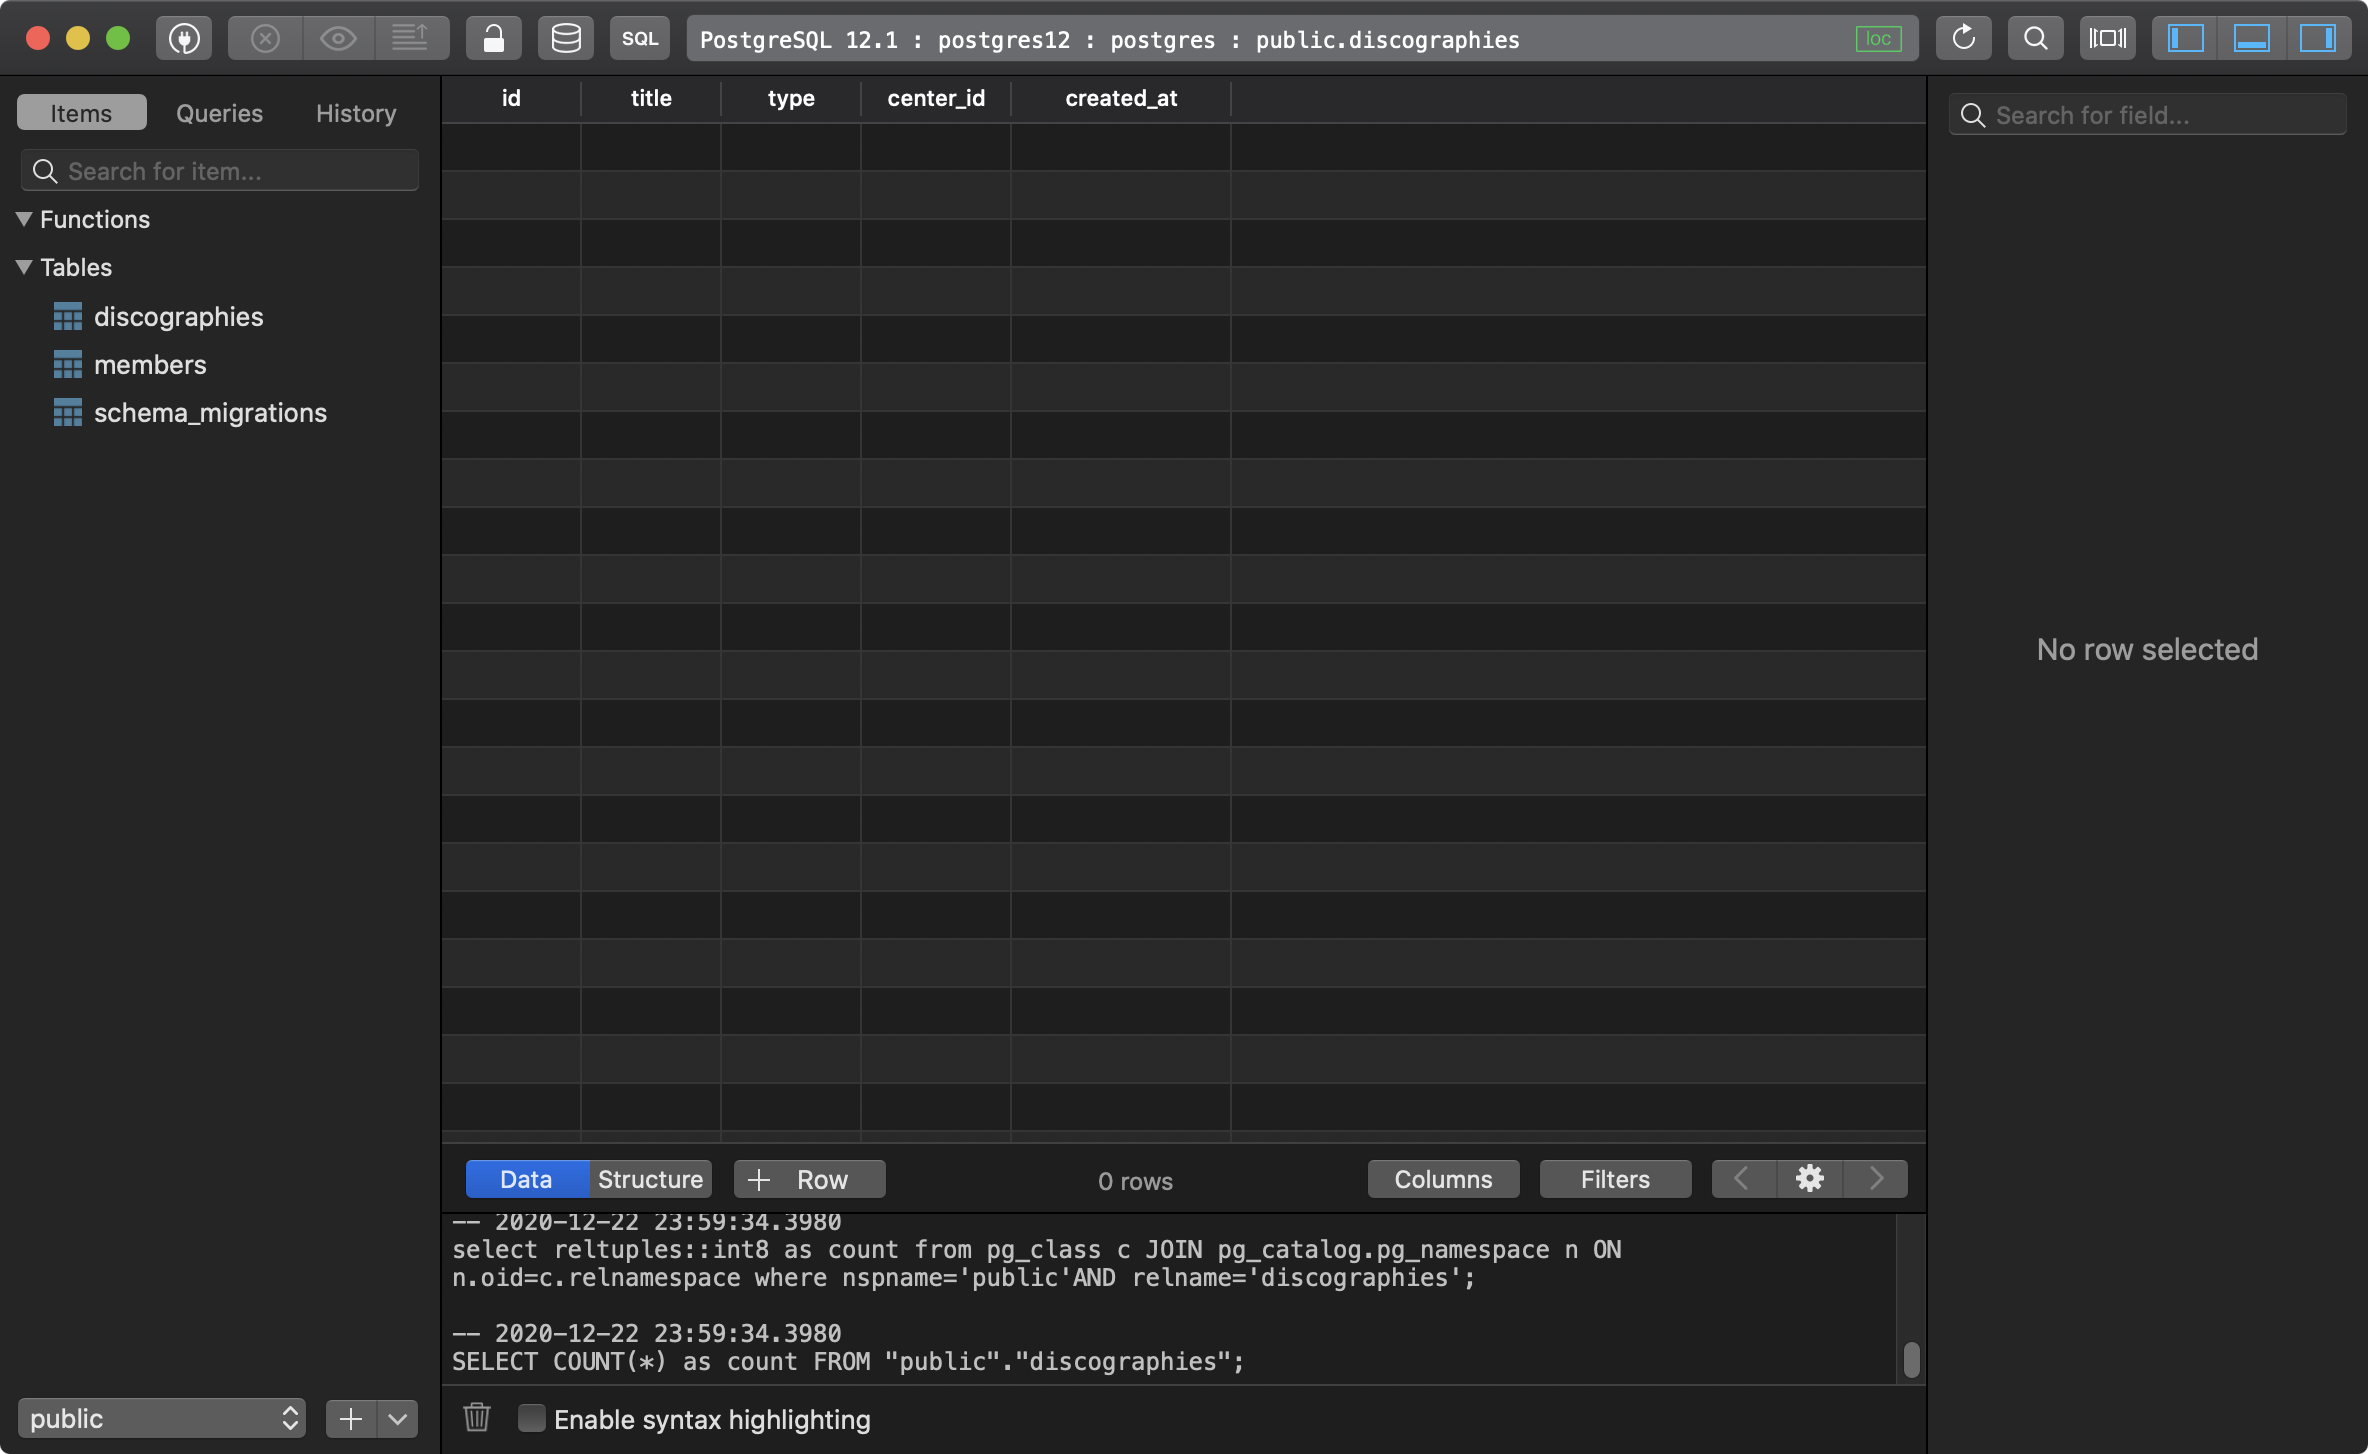 SQL
PostgreSQL 12.1 : postgres12 : postgres : public.discographies
loc
Items
Queries
History
Search for item...
Functions
Tables
discographies
members
schema_migrations
id
title
type
center_id
created_at
Search for field...
No row selected
Data
Structure
Row
0 rows
Columns
Filters
-- 2020-12-22 23:59:34.3980
select reltuples::int8 as count from pg_class c JOIN pg_catalog.pg_namespace n ON
n.oid=c.relnamespace where nspname='public'AND relname='discographies';
-- 2020-12-22 23:59:34.3980
SELECT COUNT(*) as count FROM "public"."discographies";
public
Enable syntax highlighting